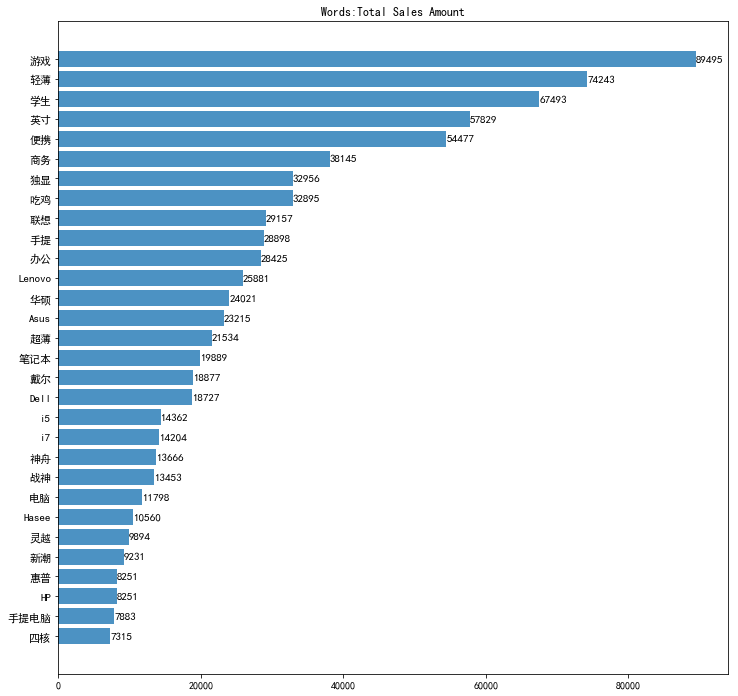 Words:Total Sales Amount
游戏 89495
轻薄 74243
学生 67493
英寸 57829
便携 54477
商务 38145
独显 32956
吃鸡 32895
联想 29157
手提 28898
办公 28425
Lenovo 25881
华硕 24021
Asus 23215
超薄 21534
笔记本 19889
戴尔 18877
Dell 18727
i5 14362
i7 14204
神舟 13666
战神 13453
电脑 11798
Hasee 10560
灵越 9894
新潮 9231
惠普 8251
HP 8251
手提电脑 7883
四核 7315
0 20000 40000 60000 80000